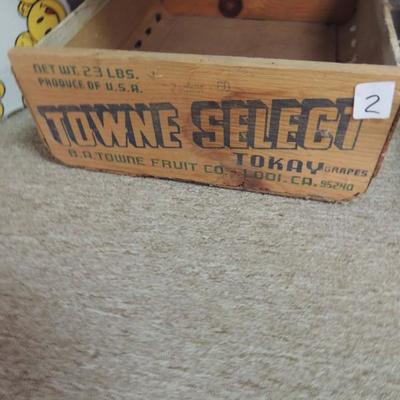 NET WT. 23 LBS.
PRODUCE OF U.S.A.
2
TOWNE SELECT
TOKAY GRAPES
B.A. TOWNE FRUIT CO. - LODI, CA. 95240